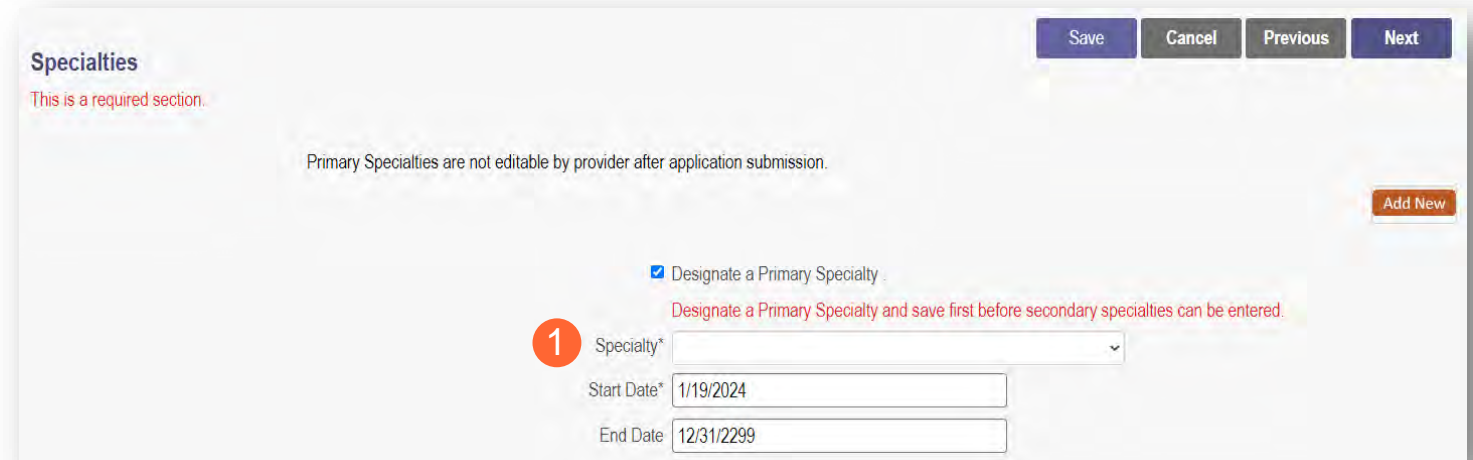 Save Cancel Previous Next
Specialties
This is a required section.
Primary Specialties are not editable by provider after application submission.
Add New
Designate a Primary Specialty
Designate a Primary Specialty and save first before secondary specialties can be entered.
1 Specialty*
Start Date* 1/19/2024
End Date 12/31/2299